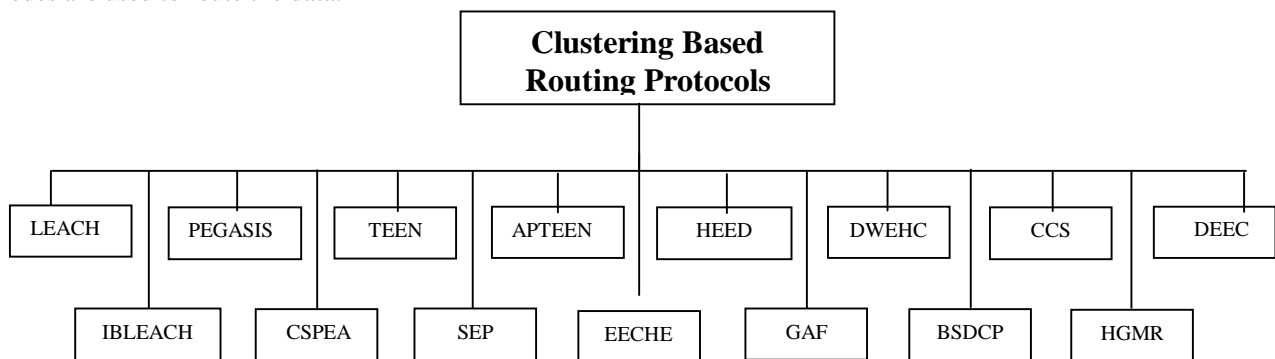 Clustering Based
Routing Protocols
LEACH PEGASIS TEEN APTEEN HEED DWEHC CCS DEEC
IBLEACH CSPEA SEP EECHE GAF BSDCP HGMR